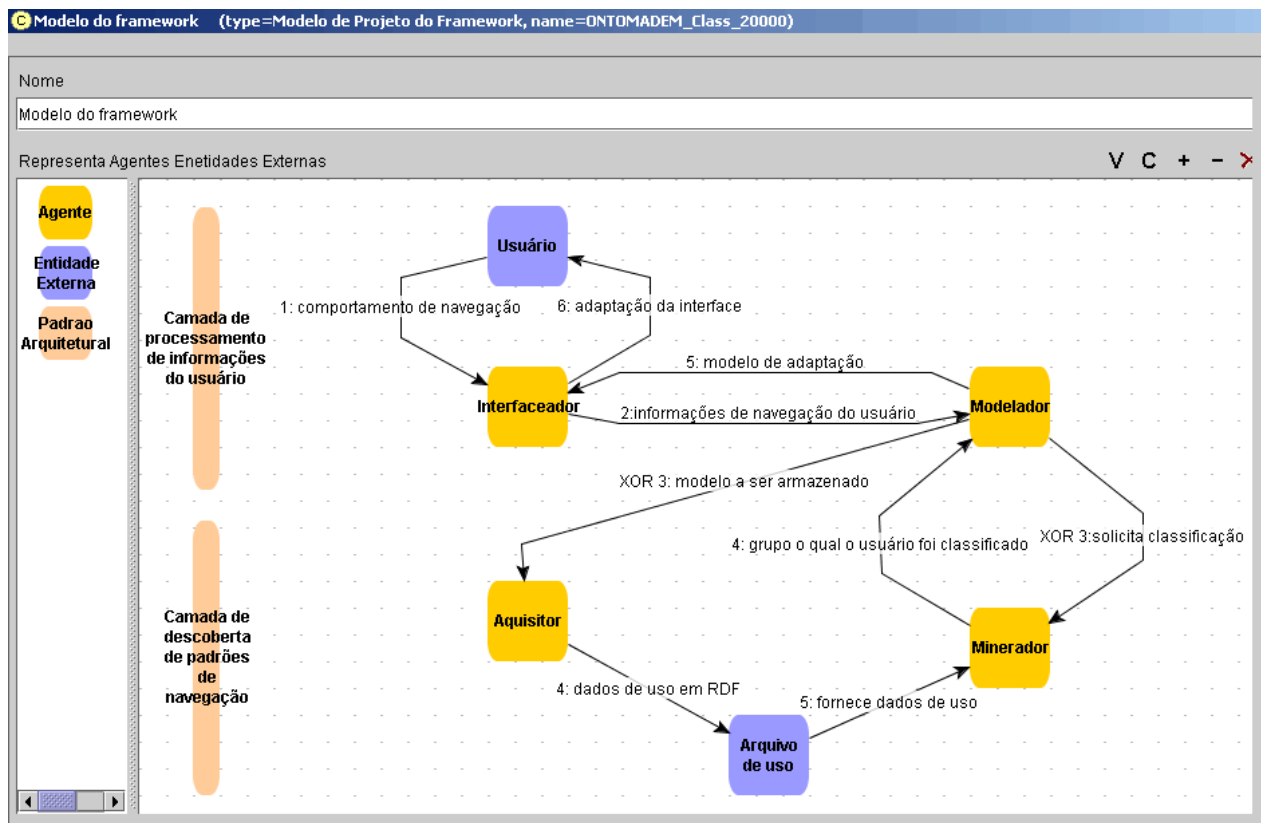 C Modelo do framework (type=Modelo de Projeto do Framework, name=ONTOMADEM_Class_20000)
Nome
Modelo do framework
Representa Agentes Enetidades Externas
V C + -
Agente
Entidade
Externa
Padrao
Arquitetural
Camada de
processamento
de informações
do usuário
Usuário
1: comportamento de navegação
6: adaptação da interface
Interfaceador
5: modelo de adaptação
2:informações de navegação do usuário
Modelador
XOR 3: modelo a ser armazenado
4: grupo o qual o usuário foi classificado
XOR 3:solicita classificação
Camada de
descoberta
de padrões
de
navegação
Aquisitor
Minerador
4: dados de uso em RDF
5: fornece dados de uso
Arquivo
de uso